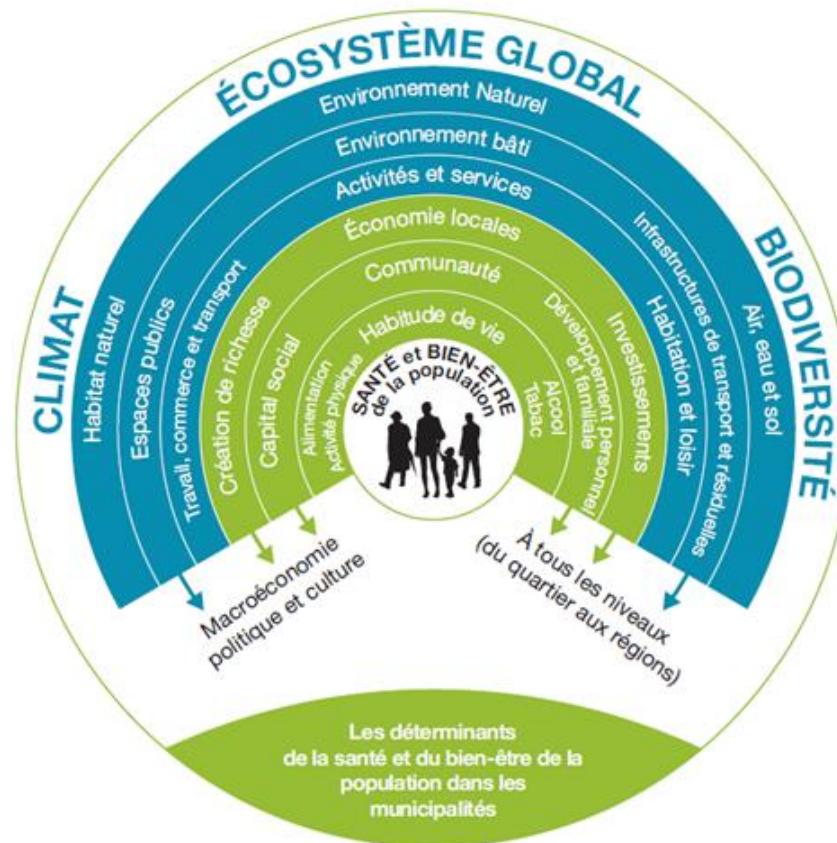 ÉCOSYSTÈME GLOBAL
CLIMAT
BIODIVERSITÉ
Environnement Naturel
Habitat naturel
Air, eau et sol
Environnement bâti
Espaces publics
Infrastructures de transport et résiduelles
Activités et services
Travail, commerce et transport
Habitation et loisir
Économie locales
Création de richesse
Investissements
Communauté
Capital social
Développement personnel
et familiale
Habitude de vie
Alimentation
Activité physique
Alcool
Tabac
SANTÉ et BIEN-ÊTRE
de la population
Macroéconomie
politique et culture
À tous les niveaux
(du quartier aux régions)
Les déterminants
de la santé et du bien-être de la
population dans les
municipalités